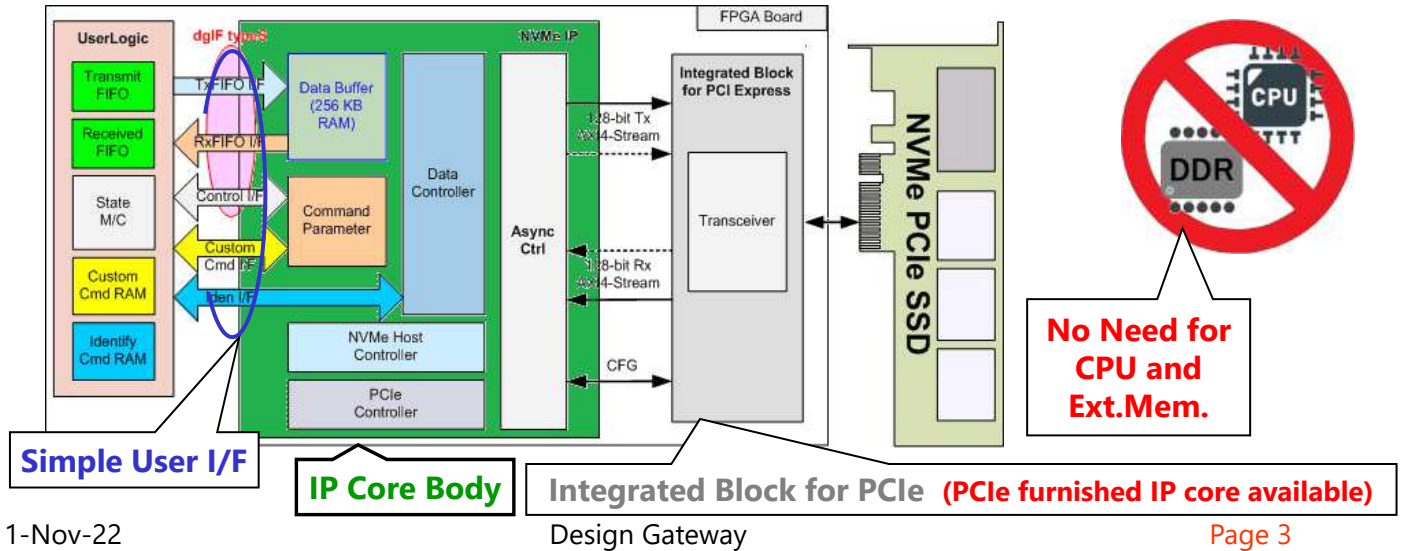 FPGA Board
UserLogic
dgIF typeS
NVMe IP
Transmit
FIFO
TxFIFO I/F
Data Buffer
(256 KB
RAM)
Received
FIFO
RxFIFO I/F
State
M/C
Control I/F
Command
Parameter
Data
Controller
Custom
Cmd RAM
Custom
Cmd I/F
Identify
Cmd RAM
Iden I/F
NVMe Host
Controller
PCIe
Controller
Async
Ctrl
128-bit Tx
AXI4-Stream
128-bit Rx
AXI4-Stream
CFG
Integrated Block
for PCI Express
Transceiver
NVMe PCIe SSD
CPU
DDR
No Need for
CPU and
Ext.Mem.
Simple User I/F
IP Core Body
Integrated Block for PCIe (PCIe furnished IP core available)
1-Nov-22
Design Gateway
Page 3